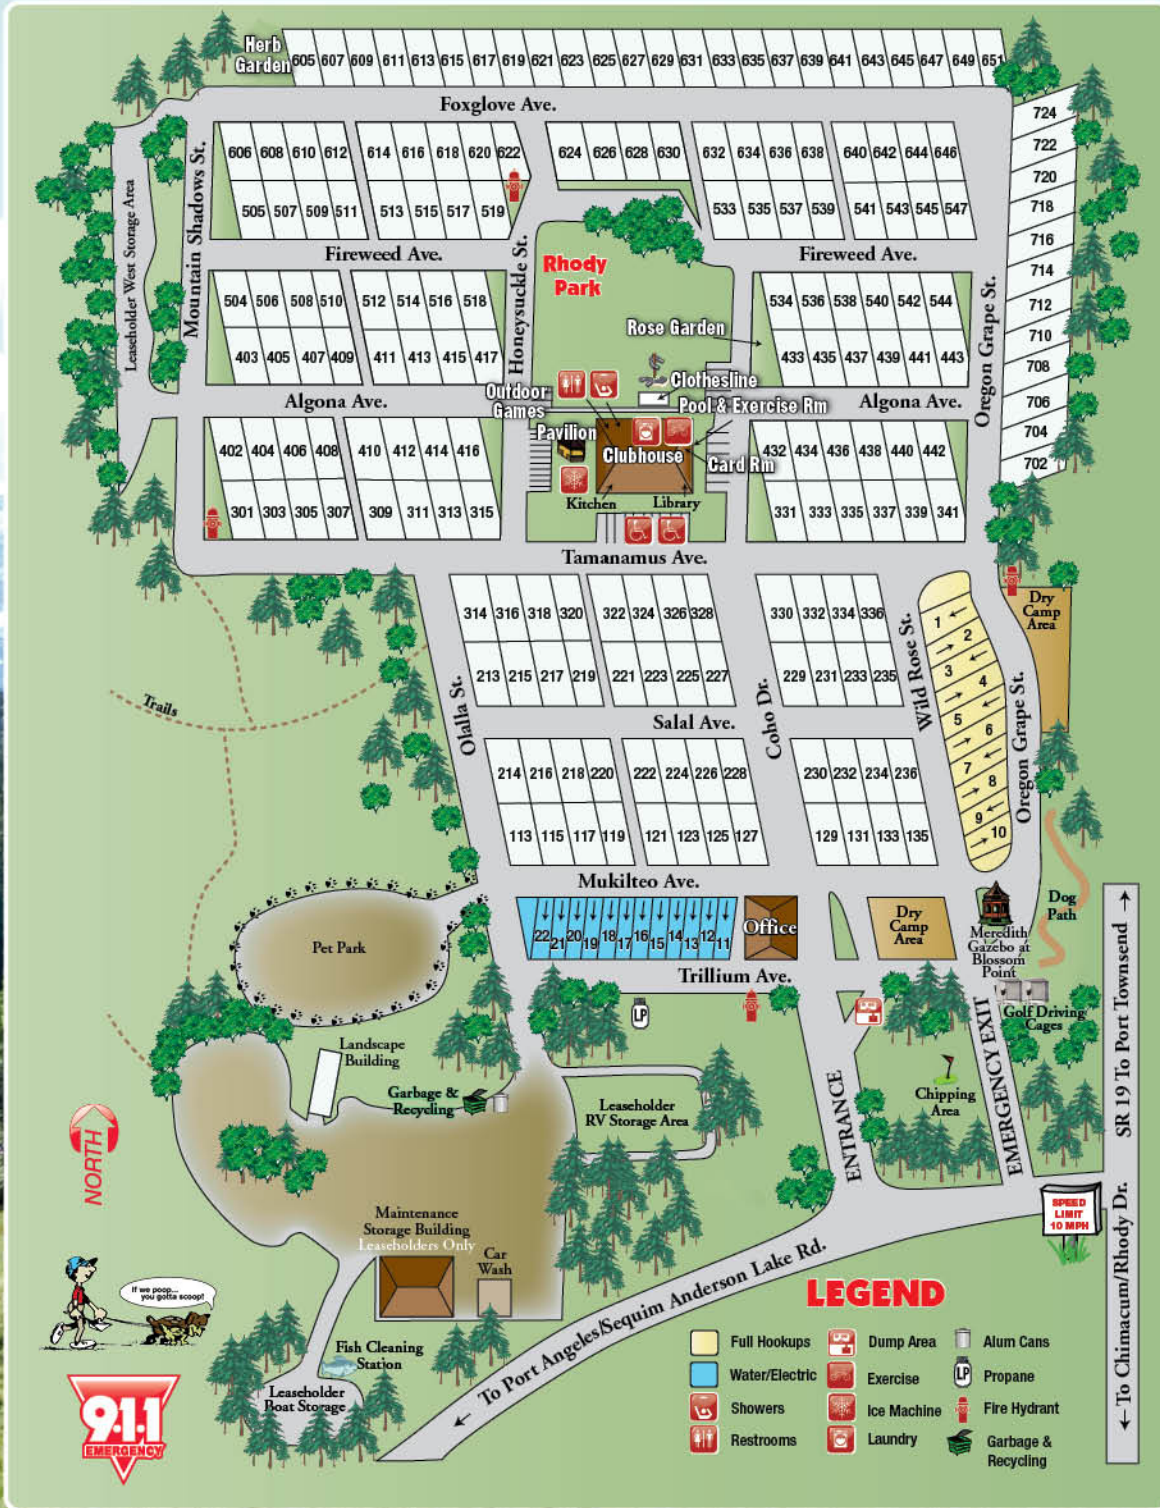 Herb
Garden
605 607 609 611 613 615 617 619 621 623 625 627 629 631 633 635 637 639 641 643 645 647 649 651
Foxglove Ave.
606 608 610 612 614 616 618 620 622 624 626 628 630 632 634 636 638 640 642 644 646
505 507 509 511 513 515 517 519 533 535 537 539 541 543 545 547
724
722
720
718
716
714
712
710
708
706
704
702
Leaseholder West Storage Area
Mountain Shadows St.
Fireweed Ave.
Honeysuckle St.
Rhody
Park
Fireweed Ave.
Oregon Grape St.
504 506 508 510 512 514 516 518
534 536 538 540 542 544
Rose Garden
403 405 407 409 411 413 415 417
433 435 437 439 441 443
Clothesline
Outdoor
Games
Algona Ave.
Pool & Exercise Rm
Algona Ave.
Pavilion
Clubhouse
Card Rm
402 404 406 408 410 412 414 416
432 434 436 438 440 442
Kitchen
Library
301 303 305 307 309 311 313 315
331 333 335 337 339 341
Tamanamus Ave.
314 316 318 320 322 324 326 328 330 332 334 336
213 215 217 219 221 223 225 227 229 231 233 235
Wild Rose St.
1
2
3
4
5
6
7
8
9
10
Dry
Camp
Area
Oregon Grape St.
Trails
Olalla St.
Salal Ave.
Coho Dr.
214 216 218 220 222 224 226 228 230 232 234 236
113 115 117 119 121 123 125 127 129 131 133 135
Mukilteo Ave.
22 21 20 19 18 17 16 15 14 13 12 11
Office
Dry
Camp
Area
Meredith
Gazebo at
Blossom
Point
Dog
Path
Pet Park
Trillium Ave.
LP
Golf Driving
Cages
Landscape
Building
Garbage &
Recycling
Leaseholder
RV Storage Area
ENTRANCE
Chipping
Area
EMERGENCY EXIT
SR 19 To Port Townsend →
NORTH
Maintenance
Storage Building
Leaseholders Only
Car
Wash
SPEED
LIMIT
10 MPH
← To Chimacum/Rhody Dr.
← To Port Angeles/Sequim Anderson Lake Rd.
If we poop...
you gotta scoop!
Fish Cleaning
Station
Leaseholder
Boat Storage
9-1-1
EMERGENCY
LEGEND
Full Hookups
Dump Area
Alum Cans
Water/Electric
Exercise
LP
Propane
Showers
Ice Machine
Fire Hydrant
Restrooms
Laundry
Garbage &
Recycling